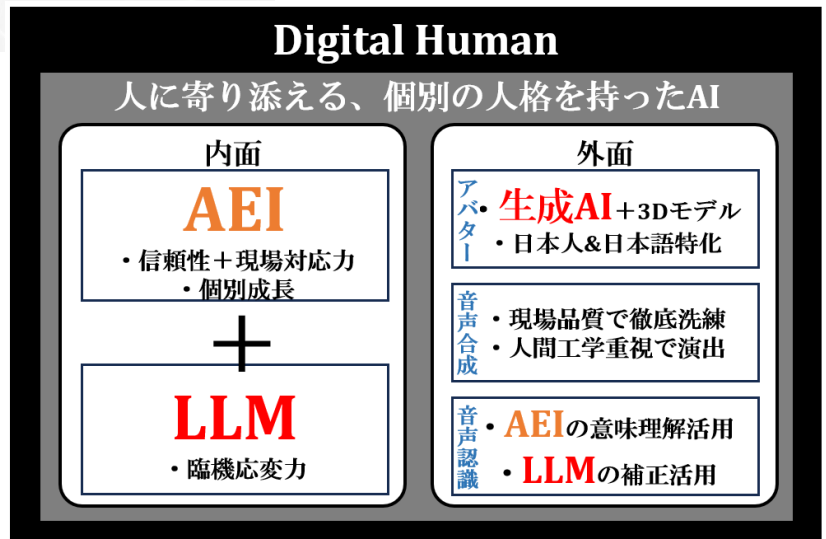 Digital Human
人に寄り添える、個別の人格を持ったAI
内面
AEI
・信頼性＋現場対応力
・個別成長
＋
LLM
・臨機応変力
外面
アバター
・生成AI＋3Dモデル
・日本人&日本語特化
音声合成
・現場品質で徹底洗練
・人間工学重視で演出
音声認識
・AEIの意味理解活用
・LLMの補正活用